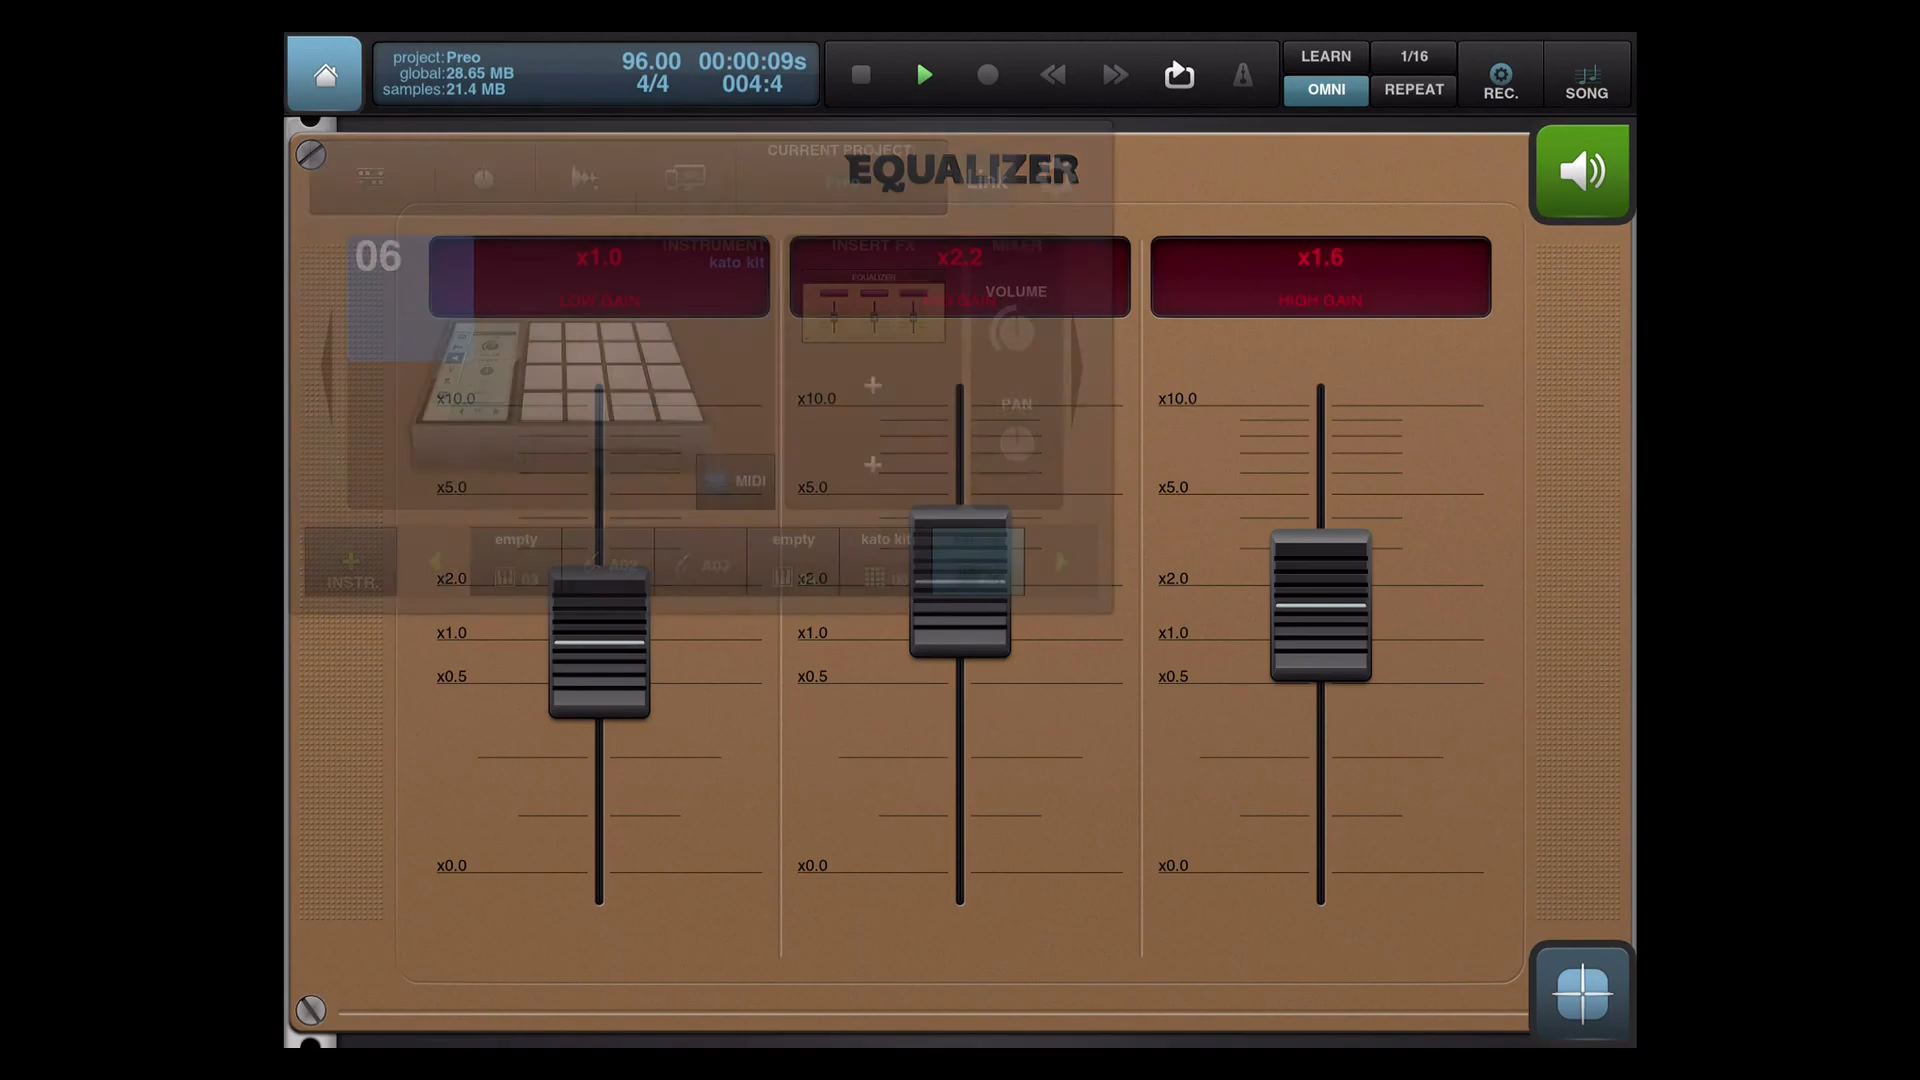 project: Preo
global: 28.65 MB
samples: 21.4 MB
96.00
4/4
00:00:09s
004:4
LEARN
OMNI
1/16
REPEAT
REC.
SONG
CURRENT PROJECT:
EQUALIZER
Link
06
x1.0
LOW GAIN
INSTRUMENT
kato kit
INSERT FX
x2.2
MIXER
EQUALIZER
VOLUME
x1.6
HIGH GAIN
PAN
MIDI
x10.0
x5.0
x2.0
x1.0
x0.5
x0.0
x10.0
x5.0
x2.0
x1.0
x0.5
x0.0
x10.0
x5.0
x2.0
x1.0
x0.5
x0.0
INSTR.
empty
03
A02
A03
empty
kato kit